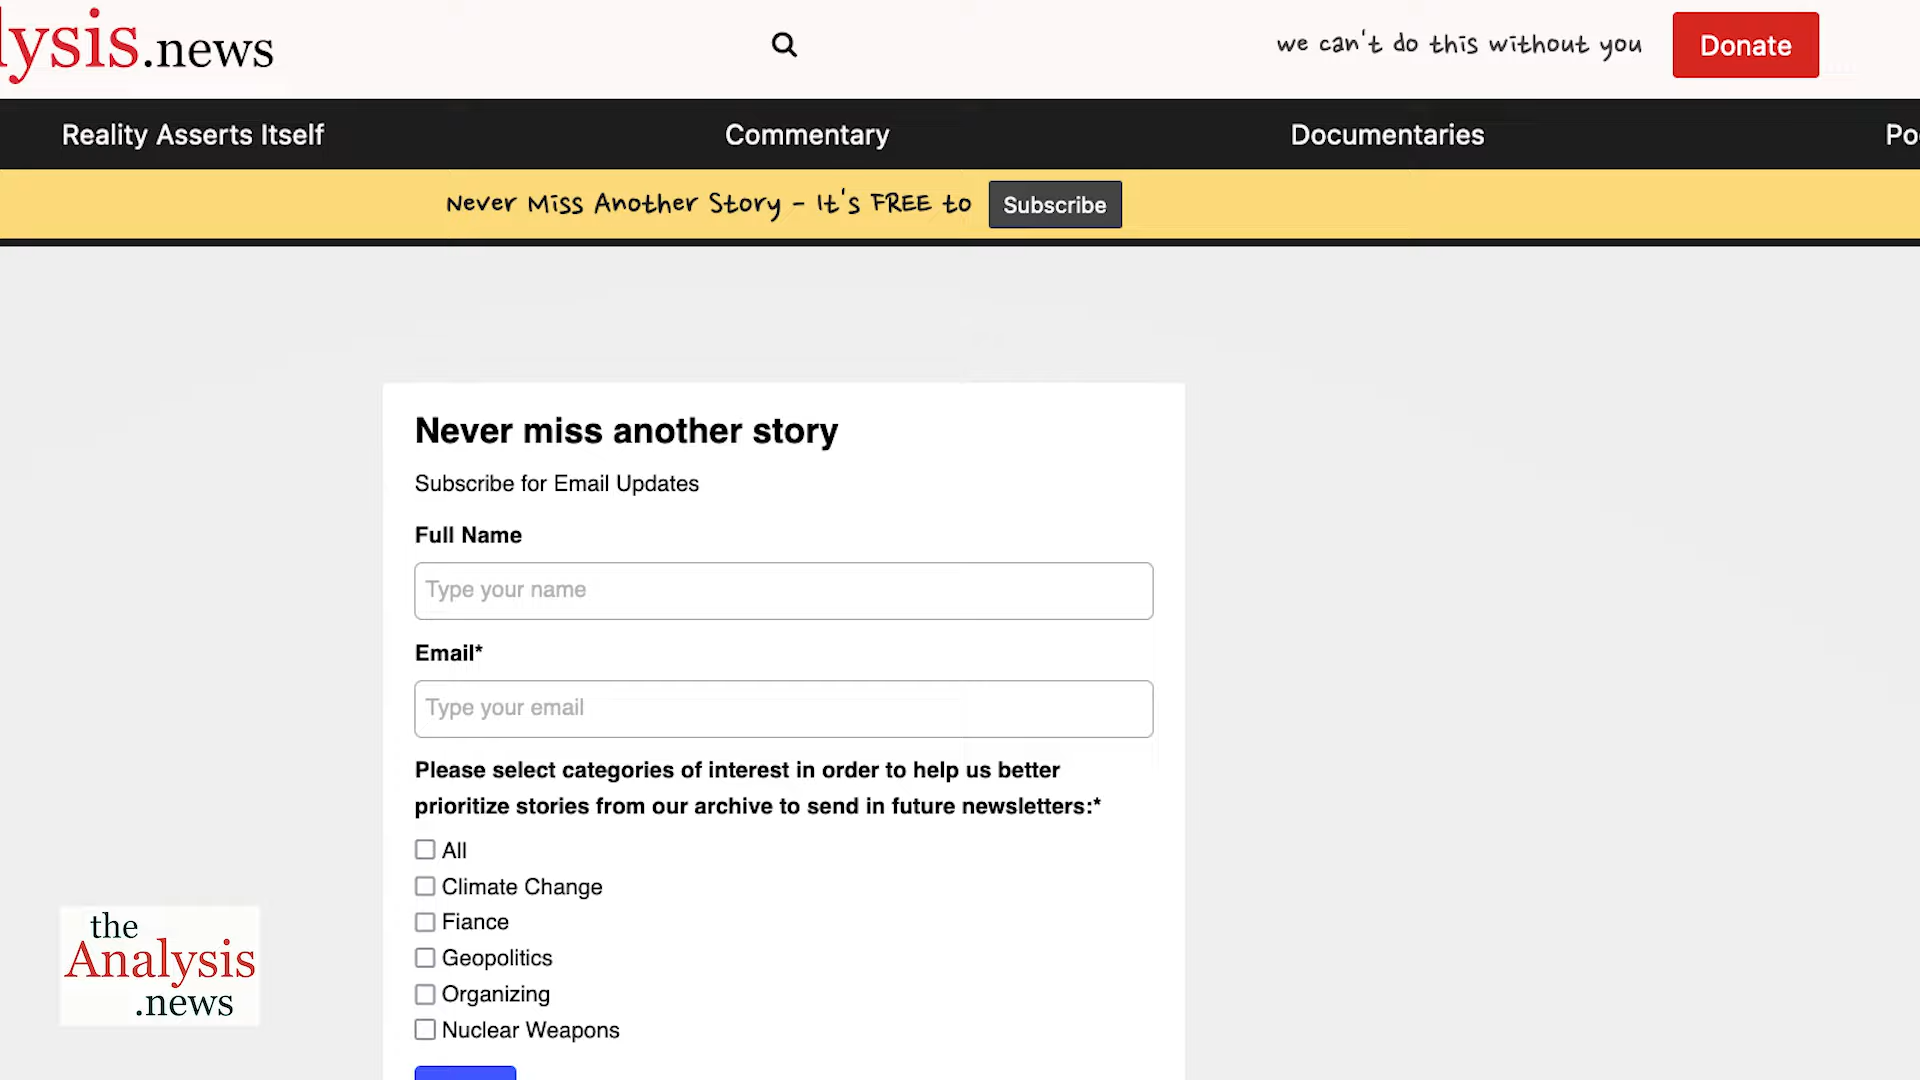 lysis.news
we can't do this without you
Donate
Reality Asserts Itself
Commentary
Documentaries
Po
Never Miss Another Story - It's FREE to
Subscribe
Never miss another story
Subscribe for Email Updates
Full Name
Type your name
Email*
Type your email
Please select categories of interest in order to help us better
prioritize stories from our archive to send in future newsletters:*
All
Climate Change
Fiance
Geopolitics
Organizing
Nuclear Weapons
the
Analysis
.news